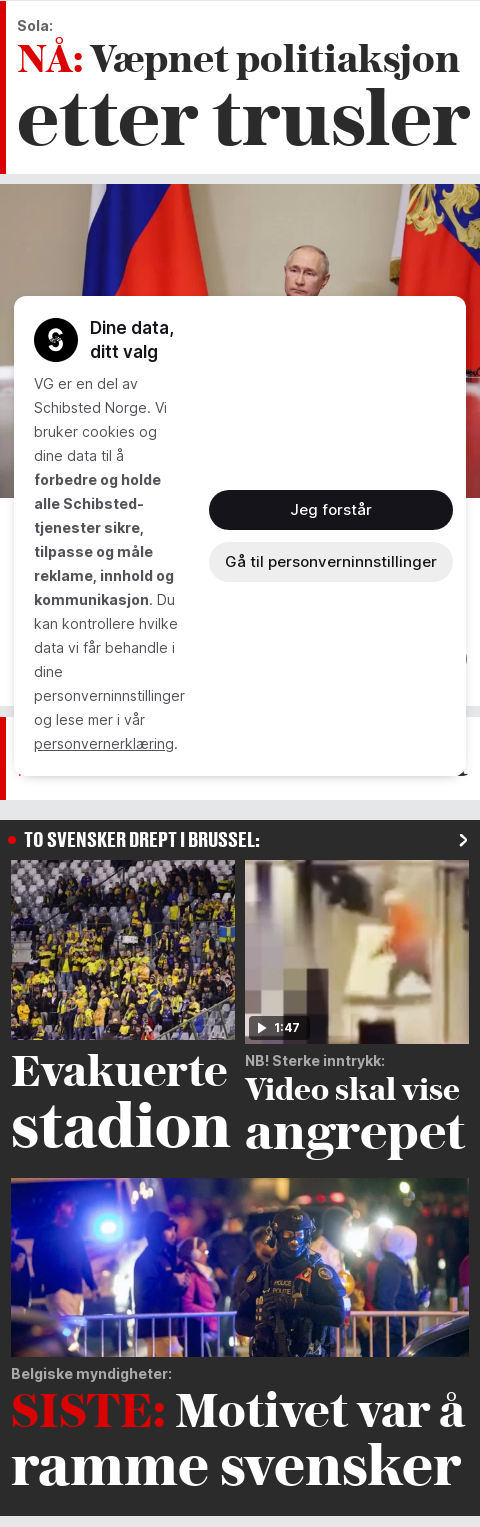 Sola:
NÅ: Væpnet politiaksjon
etter trusler
Dine data,
ditt valg
VG er en del av
Schibsted Norge. Vi
bruker cookies og
dine data til å
forbedre og holde
alle Schibsted-
tjenester sikre,
tilpasse og måle
reklame, innhold og
kommunikasjon. Du
kan kontrollere hvilke
data vi får behandle i
dine
personverninnstillinger
og lese mer i vår
personvernerklæring.
Jeg forstår
Gå til personverninnstillinger
TO SVENSKER DREPT I BRUSSEL:
Evakuerte
stadion
1:47
NB! Sterke inntrykk:
Video skal vise
angrepet
POLICE
POLITIE
Belgiske myndigheter:
SISTE: Motivet var å
ramme svensker